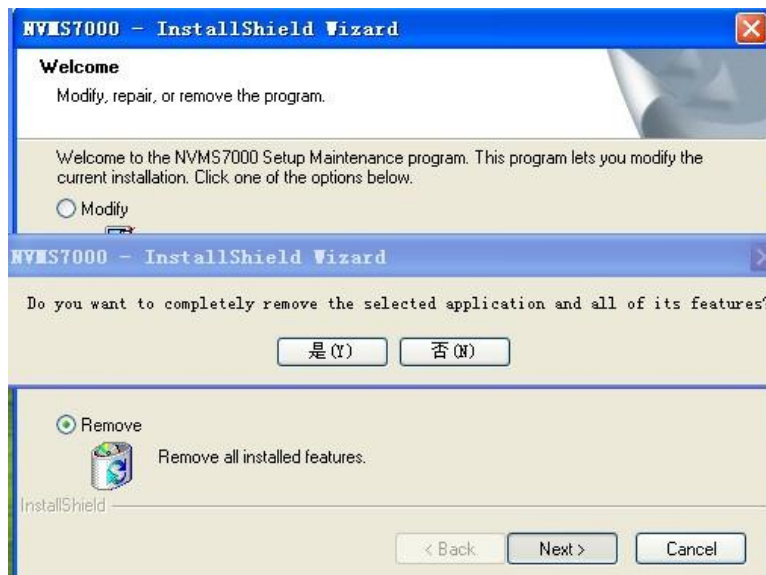 NVMS7000 - InstallShield Wizard
Welcome
Modify, repair, or remove the program.
Welcome to the NVMS7000 Setup Maintenance program. This program lets you modify the
current installation. Click one of the options below.
Modify
NVMS7000 - InstallShield Wizard
Do you want to completely remove the selected application and all of its features?
是(Y)
否(N)
Remove
Remove all installed features.
InstallShield
< Back
Next >
Cancel